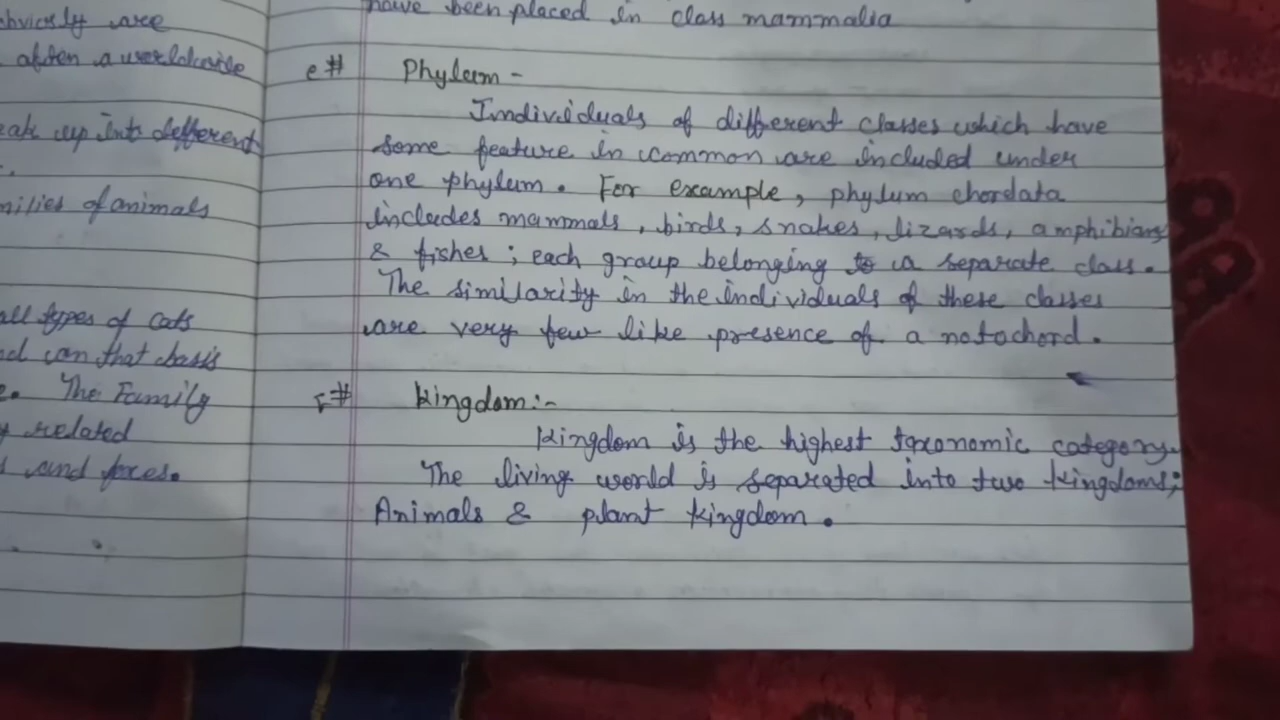 obviously are
often a worldwide
eak up into different
milies of animals
all types of cats
nd on that basis
e. The Family
y related
s and foxes.
have been placed in class mammalia
e# Phylum -
Individuals of different classes which have
some feature in common are included under
one phylum. For example, phylum chordata
includes mammals, birds, snakes, lizards, amphibians
& fishes; each group belonging to a separate class.
The similarity in the individuals of these classes
are very few like presence of a notochord.
F# Kingdom:-
Kingdom is the highest taxonomic category.
The living world is separated into two kingdoms;
Animals & plant kingdom.